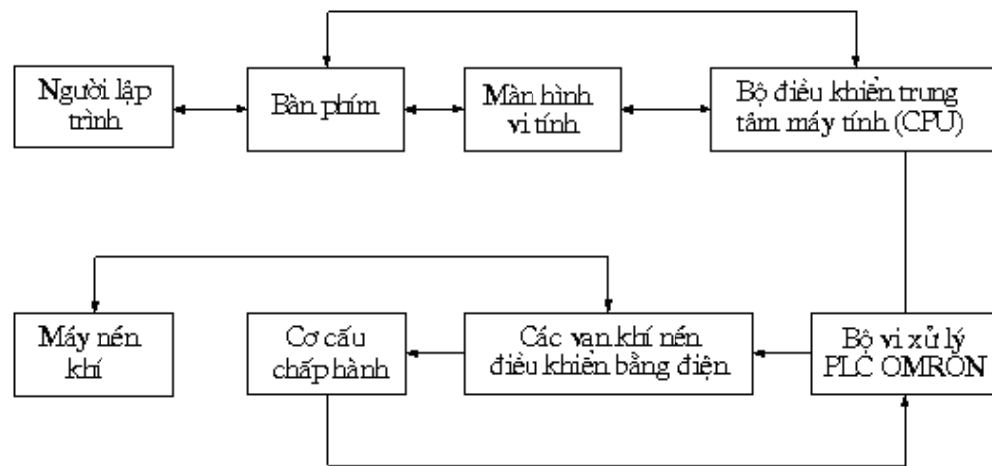 Người lập
trình
Bàn phím
Màn hình
vi tính
Bộ điều khiển trung
tâm máy tính (CPU)
Máy nén
khí
Cơ cấu
chấp hành
Các vạn khí nén
điều khiển bằng điện
Bộ vi xử lý
PLC OMRON